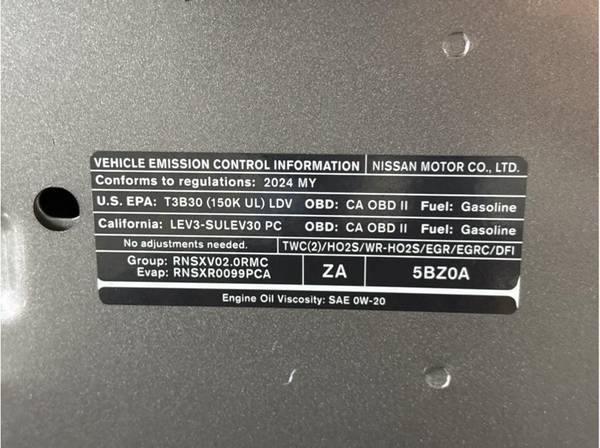 VEHICLE EMISSION CONTROL INFORMATION NISSAN MOTOR CO., LTD.
Conforms to regulations: 2024 MY
U.S. EPA: T3B30 (150K UL) LDV OBD: CA OBD II Fuel: Gasoline
California: LEV3-SULEV30 PC OBD: CA OBD II Fuel: Gasoline
No adjustments needed. TWC(2)/HO2S/WR-HO2S/EGR/EGRC/DFI
Group: RNSXV02.0RMC
Evap: RNSXR0099PCA
ZA 5BZ0A
Engine Oil Viscosity: SAE 0W-20